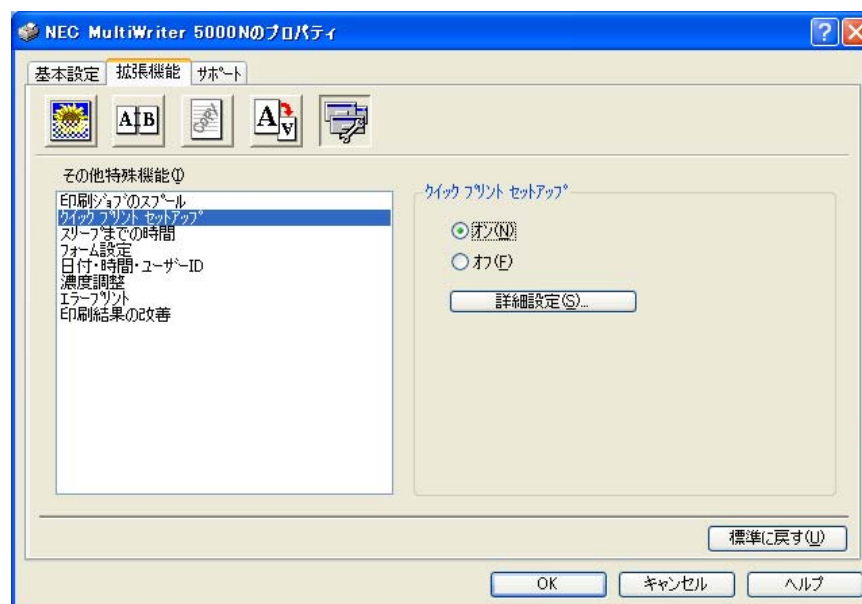 NEC MultiWriter 5000Nのプロパティ
基本設定 拡張機能 サポート
A B Copy A A
その他特殊機能(I)
印刷ジョブのスプール
クイック プリント セットアップ
スリープまでの時間
フォーム設定
日付・時間・ユーザーID
濃度調整
エラープリント
印刷結果の改善
クイック プリント セットアップ
オン(N)
オフ(F)
詳細設定(S)...
標準に戻す(U)
OK キャンセル ヘルプ